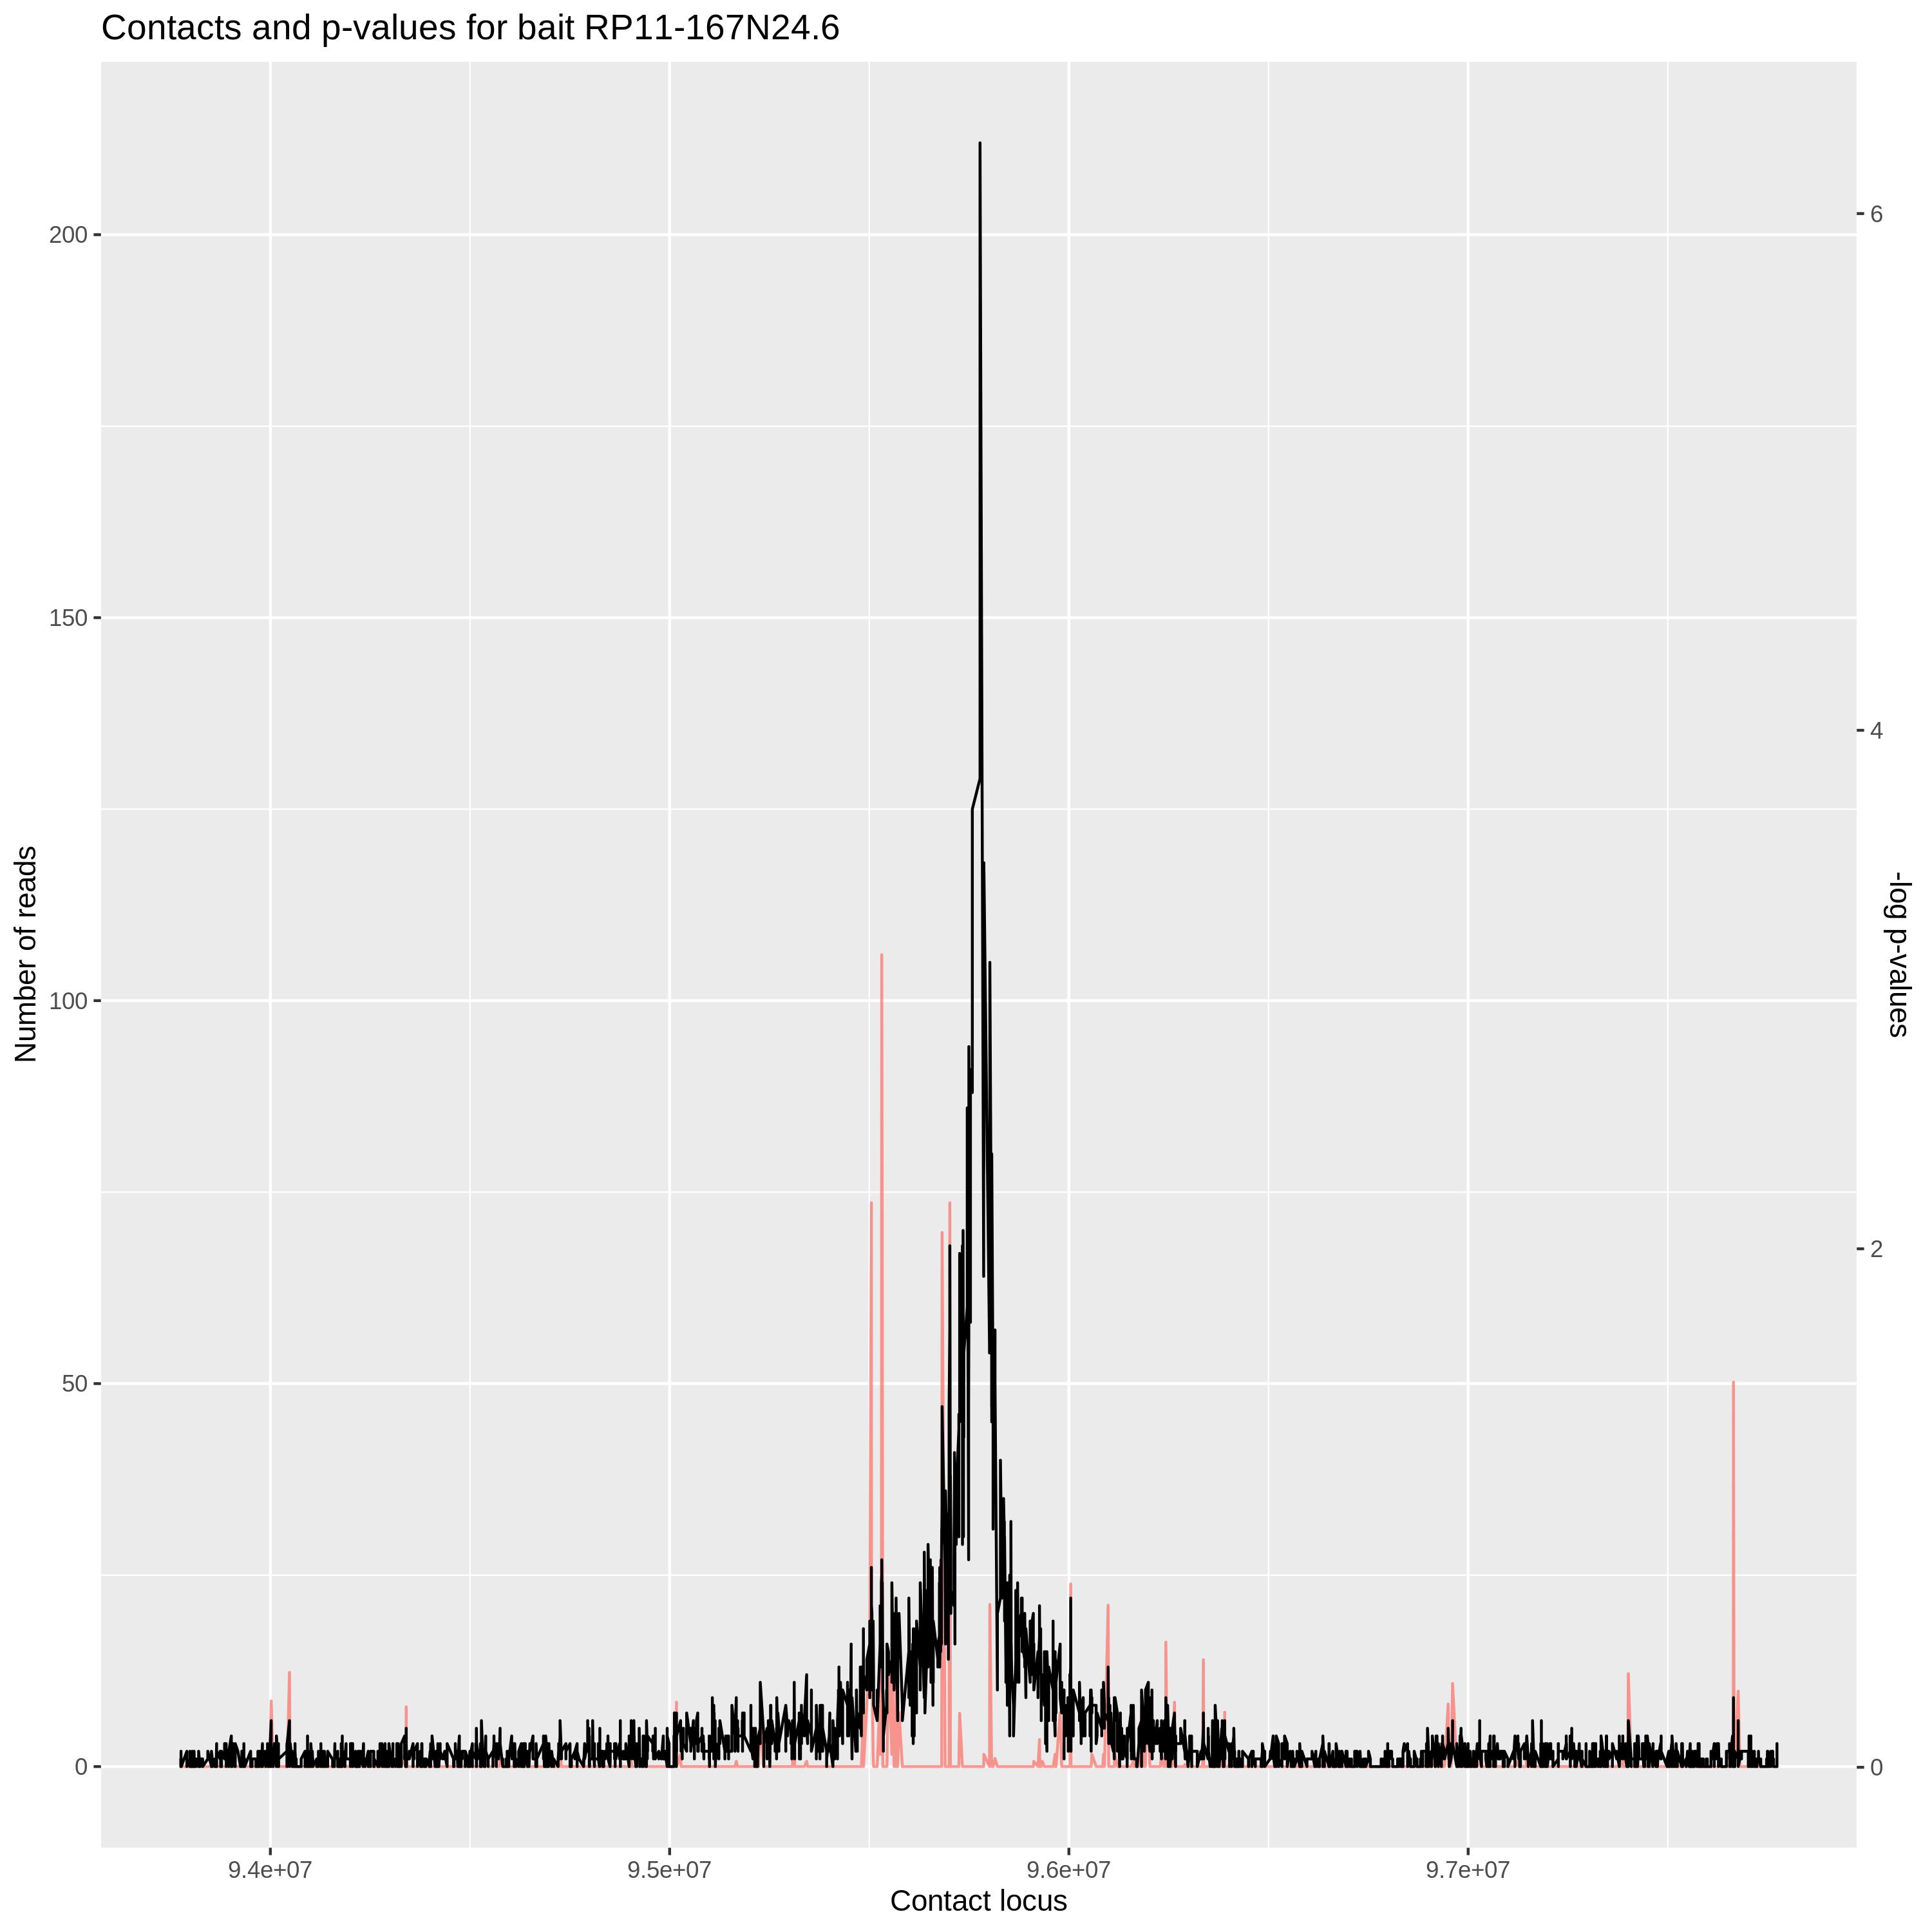 Contacts and p-values for bait RP11-167N24.6
200
150
100
50
0
6
4
2
0
Number of reads
-log p-values
9.4e+07
9.5e+07
9.6e+07
9.7e+07
Contact locus